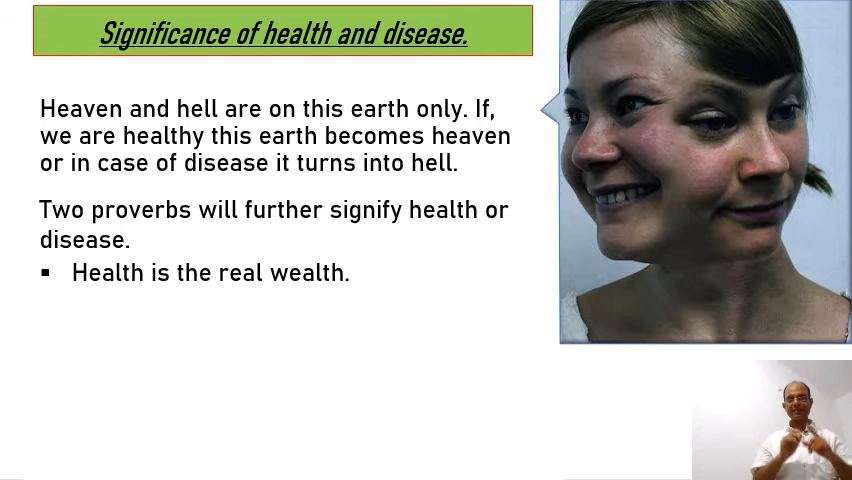 Significance of health and disease.
Heaven and hell are on this earth only. If,
we are healthy this earth becomes heaven
or in case of disease it turns into hell.
Two proverbs will further signify health or
disease.
▪ Health is the real wealth.